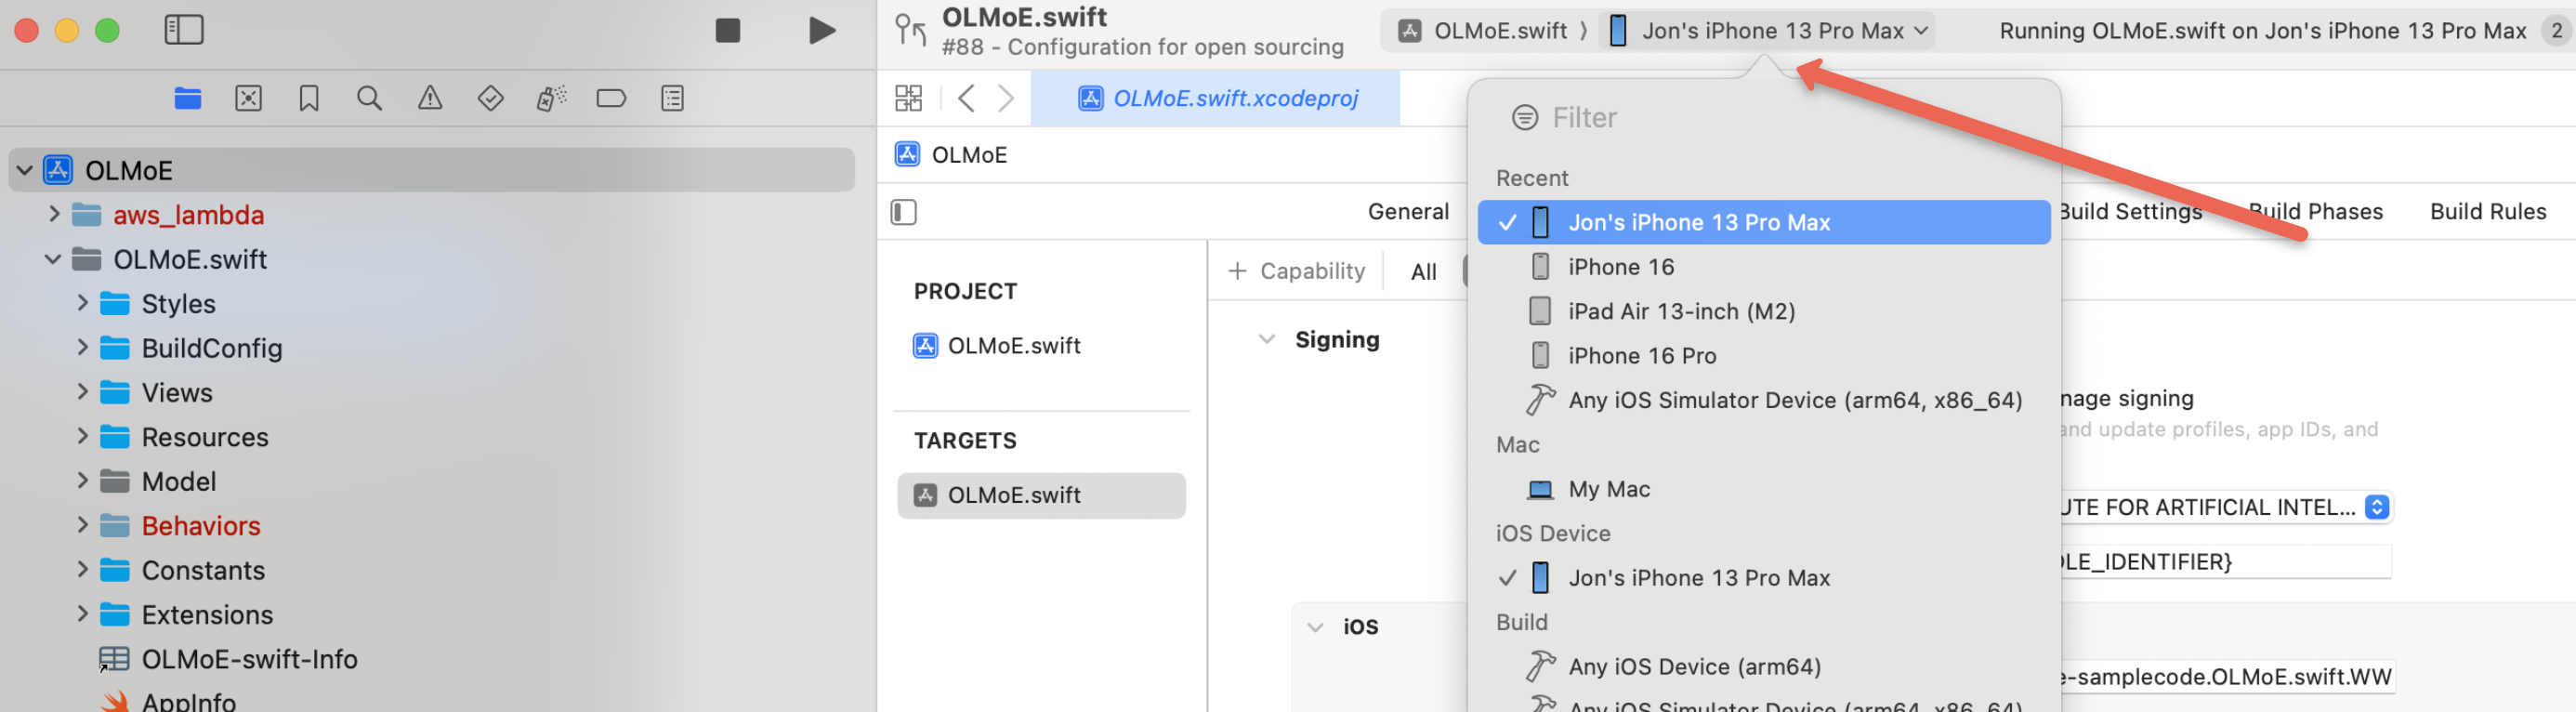 OLMoE.swift
#88 - Configuration for open sourcing
OLMoE.swift
Jon's iPhone 13 Pro Max
Running OLMoE.swift on Jon's iPhone 13 Pro Max
2
OLMoE.swift.xcodeproj
OLMoE
General
Build Settings
Build Phases
Build Rules
OLMoE
aws_lambda
OLMoE.swift
Styles
BuildConfig
Views
Resources
Model
Behaviors
Constants
Extensions
OLMoE-swift-Info
AppInfo
PROJECT
OLMoE.swift
TARGETS
OLMoE.swift
+ Capability
All
Signing
iOS
Filter
Recent
✓ Jon's iPhone 13 Pro Max
iPhone 16
iPad Air 13-inch (M2)
iPhone 16 Pro
Any iOS Simulator Device (arm64, x86_64)
Mac
My Mac
iOS Device
✓ Jon's iPhone 13 Pro Max
Build
Any iOS Device (arm64)
Any iOS Simulator Device (arm64, x86_64)
nage signing
and update profiles, app IDs, and
UTE FOR ARTIFICIAL INTEL...
DLE_IDENTIFIER}
e-samplecode.OLMoE.swift.WW